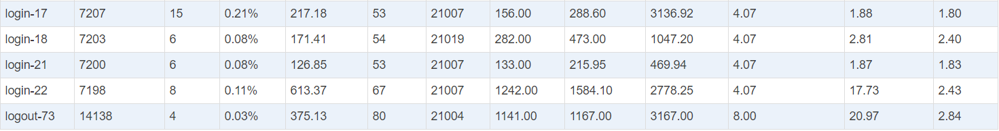 login-17 7207 15 0.21% 217.18 53 21007 156.00 288.60 3136.92 4.07 1.88 1.80
login-18 7203 6 0.08% 171.41 54 21019 282.00 473.00 1047.20 4.07 2.81 2.40
login-21 7200 6 0.08% 126.85 53 21007 133.00 215.95 469.94 4.07 1.87 1.83
login-22 7198 8 0.11% 613.37 67 21007 1242.00 1584.10 2778.25 4.07 17.73 2.43
logout-73 14138 4 0.03% 375.13 80 21004 1141.00 1167.00 3167.00 8.00 20.97 2.84